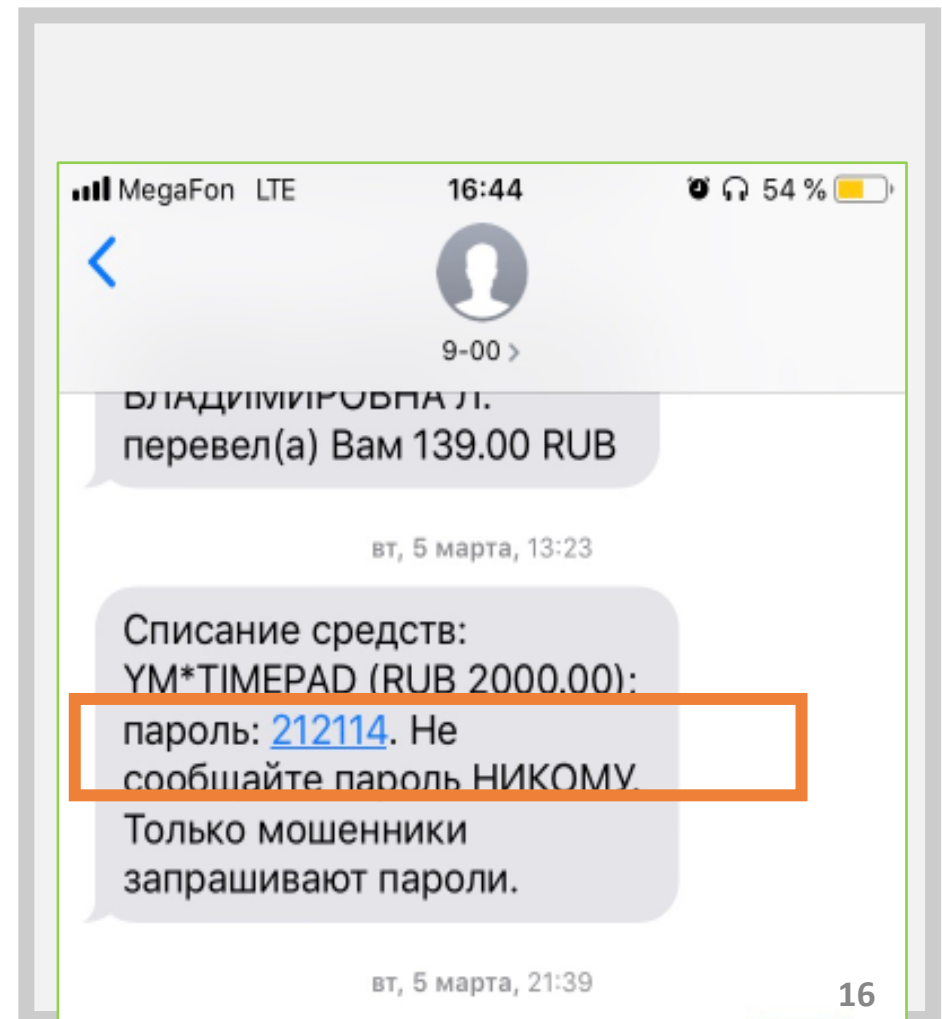 MegaFon LTE 16:44 54 %
9-00 >
ВЛАДИМИРОВНА Л.
перевел(а) Вам 139.00 RUB
вт, 5 марта, 13:23
Списание средств:
YM*TIMEPAD (RUB 2000.00);
пароль: 212114. Не
сообщайте пароль НИКОМУ.
Только мошенники
запрашивают пароли.
вт, 5 марта, 21:39
16